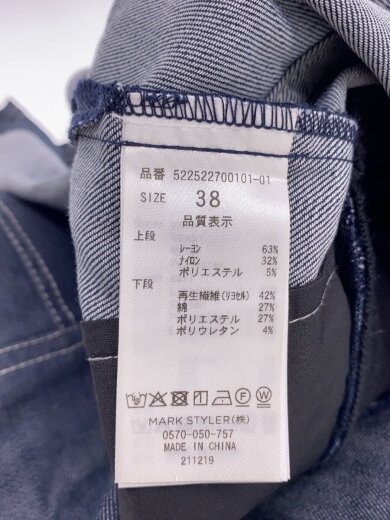 品番 522522700101-01
SIZE 38
品質表示
上段
レーヨン 63%
ナイロン 32%
ポリエステル 5%
下段
再生繊維(リヨセル) 42%
綿 27%
ポリエステル 27%
ポリウレタン 4%
MARK STYLER(株)
0570-050-757
MADE IN CHINA
211219